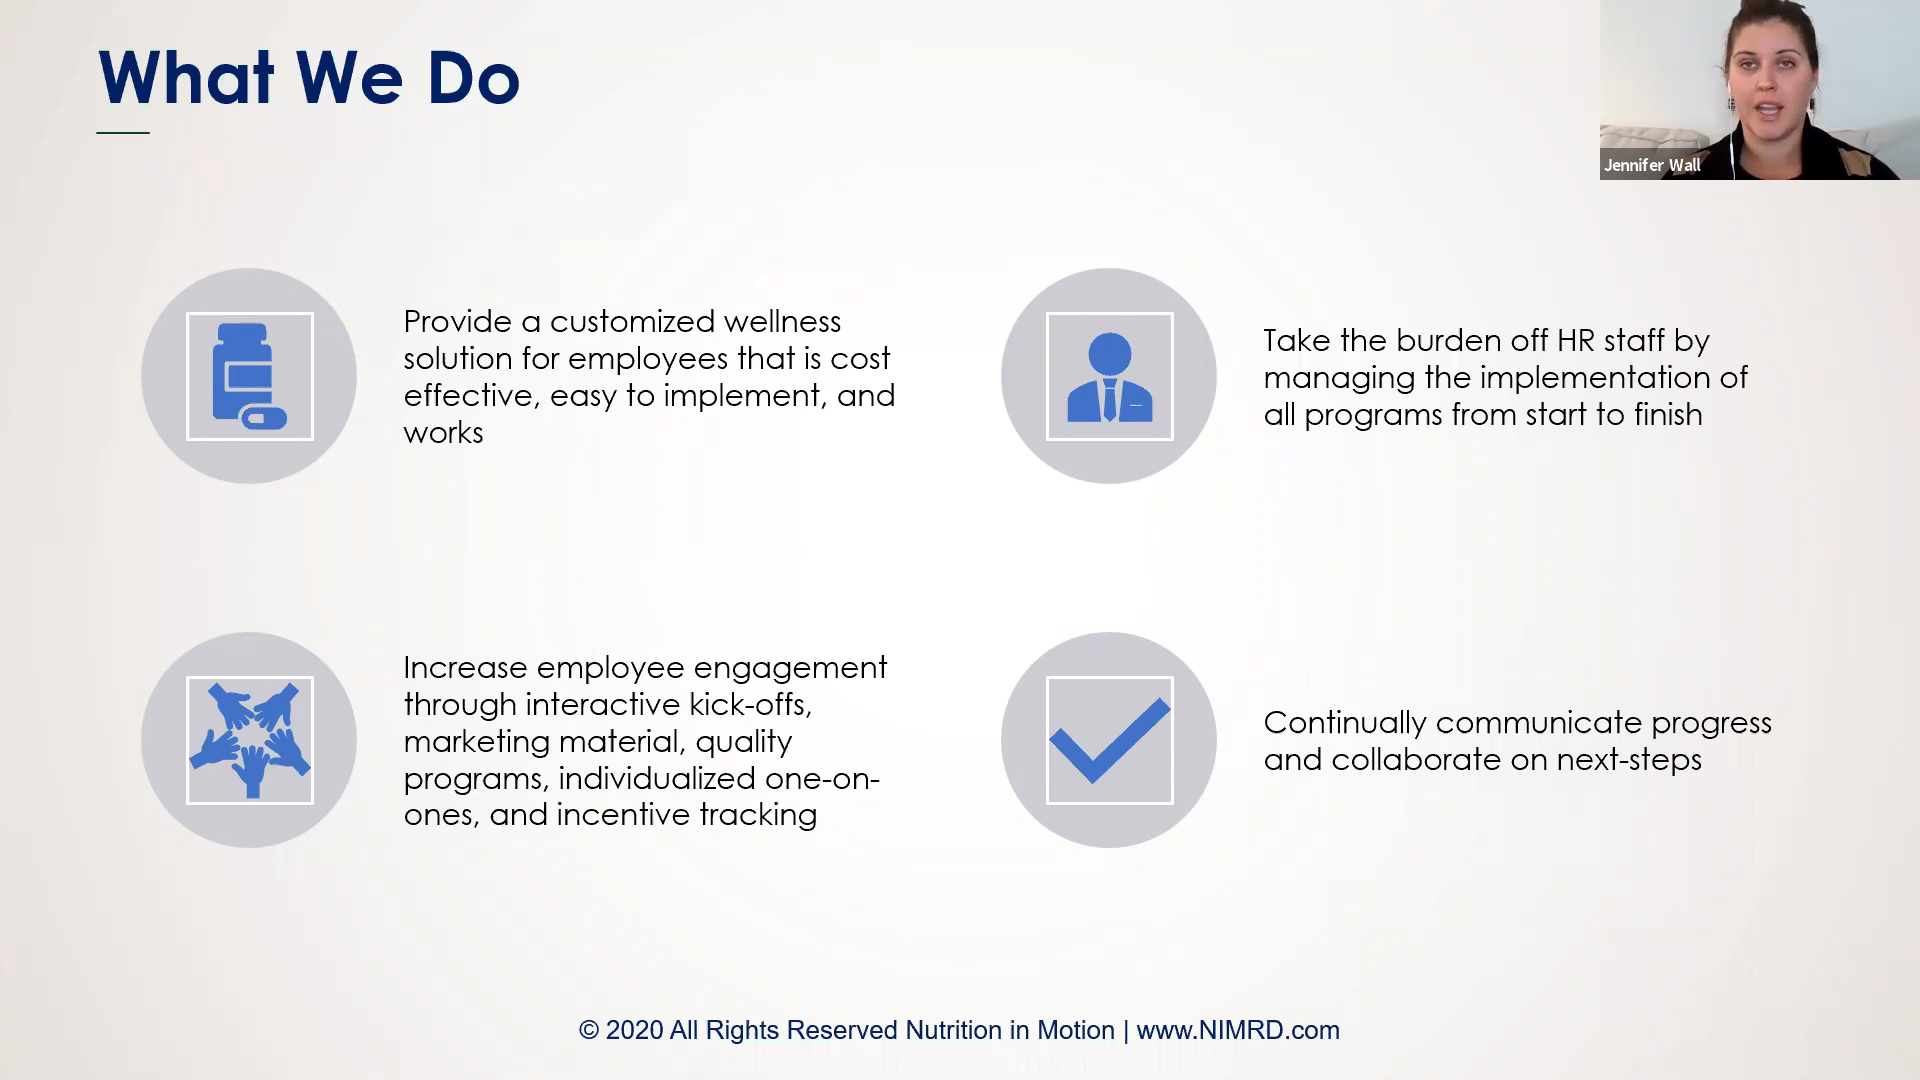 What We Do
Jennifer Wall
Provide a customized wellness
solution for employees that is cost
effective, easy to implement, and
works
Take the burden off HR staff by
managing the implementation of
all programs from start to finish
Increase employee engagement
through interactive kick-offs,
marketing material, quality
programs, individualized one-on-
ones, and incentive tracking
Continually communicate progress
and collaborate on next-steps
© 2020 All Rights Reserved Nutrition in Motion | www.NIMRD.com